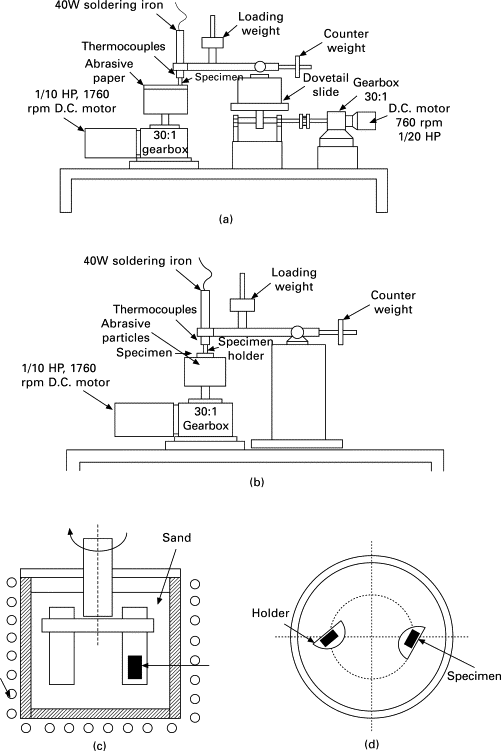 40W soldering iron
Loading
weight
Thermocouples
Counter
weight
Abrasive
paper
Specimen
Dovetail
slide
Gearbox
30:1
1/10 HP, 1760
rpm D.C. motor
D.C. motor
760 rpm
1/20 HP
30:1
gearbox
(a)
40W soldering iron
Loading
weight
Counter
weight
Thermocouples
Abrasive
particles
Specimen
holder
Specimen
1/10 HP, 1760
rpm D.C. motor
30:1
Gearbox
(b)
Sand
Holder
Specimen
(c)
(d)